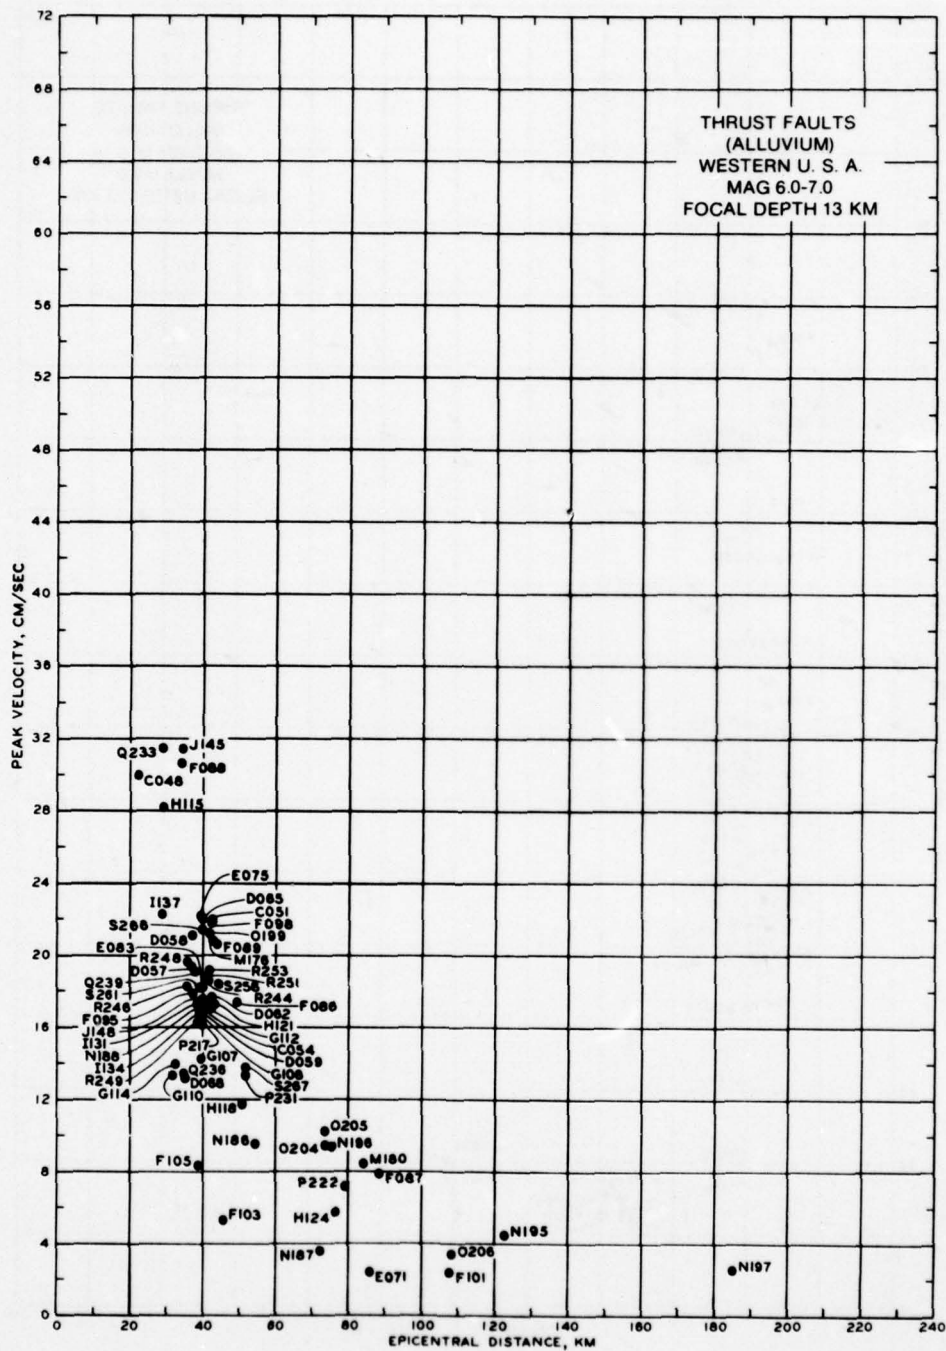 72
68
64
60
56
52
48
44
40
36
32
28
24
20
16
12
8
4
0
PEAK VELOCITY, CM/SEC
THRUST FAULTS
(ALLUVIUM)
WESTERN U. S. A.
MAG 6.0-7.0
FOCAL DEPTH 13 KM
Q233
J145
F088
C048
H115
E075
I137
D065
C051
S266
F098
D058
O199
E083
F089
R248
M176
D057
R253
Q239
S258
R251
S261
R244
F086
R246
D062
F095
H121
J148
G112
I131
P217
C054
N188
G107
D059
I134
Q236
G108
R249
D068
S267
G114
G110
P231
H118
N186
O205
O204
N196
F105
M180
F087
P222
F103
H124
N195
N187
O206
E071
F101
N197
0 20 40 60 80 100 120 140 160 180 200 220 240
EPICENTRAL DISTANCE, KM